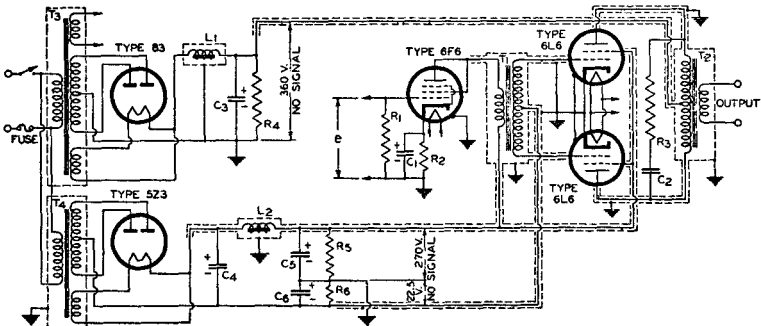 T3
TYPE 83
L1
C3
+
-
R4
360 V.
NO SIGNAL
FUSE
TYPE 6F6
e
R1
+
-
C1
R2
T1
TYPE
6L6
TYPE
6L6
R3
C2
T2
OUTPUT
T4
TYPE 5Z3
L2
C4
+
-
C5
+
-
C6
+
-
R5
R6
270 V.
22.5
V.
NO SIGNAL